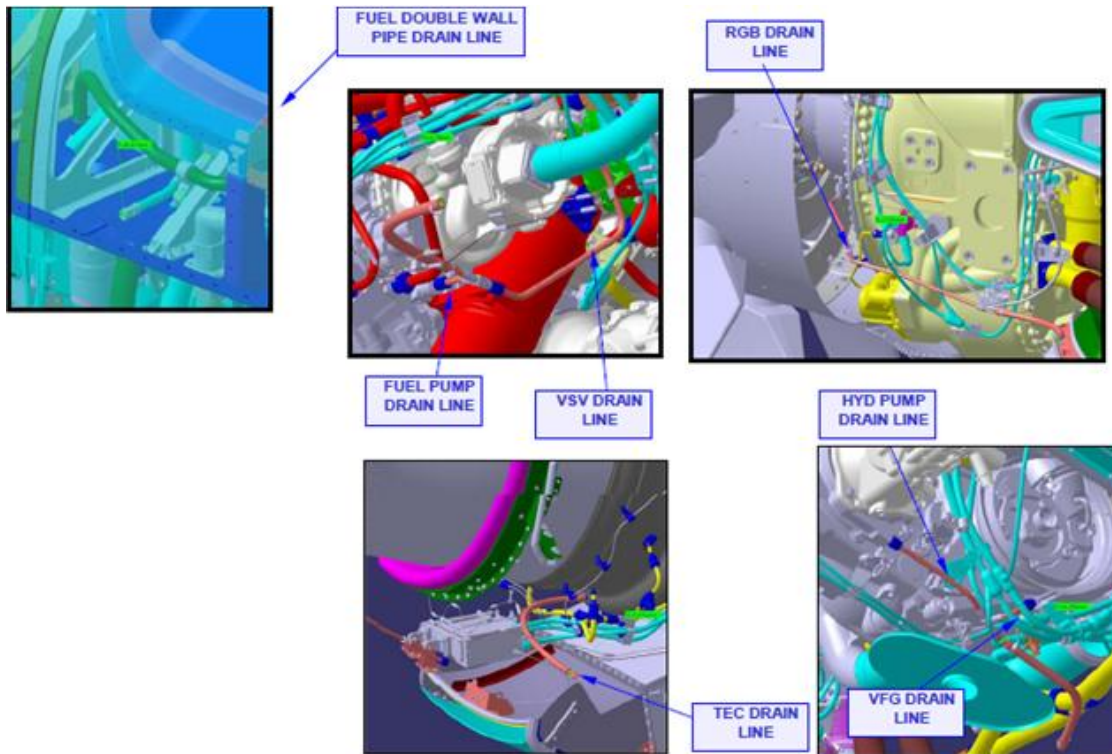 FUEL DOUBLE WALL
PIPE DRAIN LINE
RGB DRAIN
LINE
FUEL PUMP
DRAIN LINE
VSV DRAIN
LINE
HYD PUMP
DRAIN LINE
TEC DRAIN
LINE
VFG DRAIN
LINE